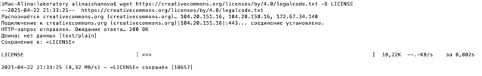 iMac-Alina:laboratory alinaaishanova$ wget https://creativecommons.org/licenses/by/4.0/legalcode.txt -O LICENSE
--2021-04-22 21:33:25--  https://creativecommons.org/licenses/by/4.0/legalcode.txt
Распознаётся creativecommons.org (creativecommons.org)… 104.20.151.16, 104.20.150.16, 172.67.34.140
Подключение к creativecommons.org (creativecommons.org)|104.20.151.16|:443... соединение установлено.
HTTP-запрос отправлен. Ожидание ответа… 200 OK
Длина: нет данных [text/plain]
Сохранение в: «LICENSE»
LICENSE [ <=> ] 18,22K --.-KB/s за 0,002s
2021-04-22 21:33:25 (8,32 MB/s) - «LICENSE» сохранён [18657]